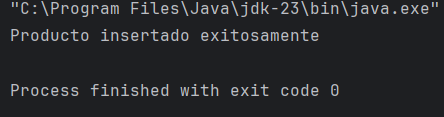 "C:\Program Files\Java\jdk-23\bin\java.exe"
Producto insertado exitosamente
Process finished with exit code 0